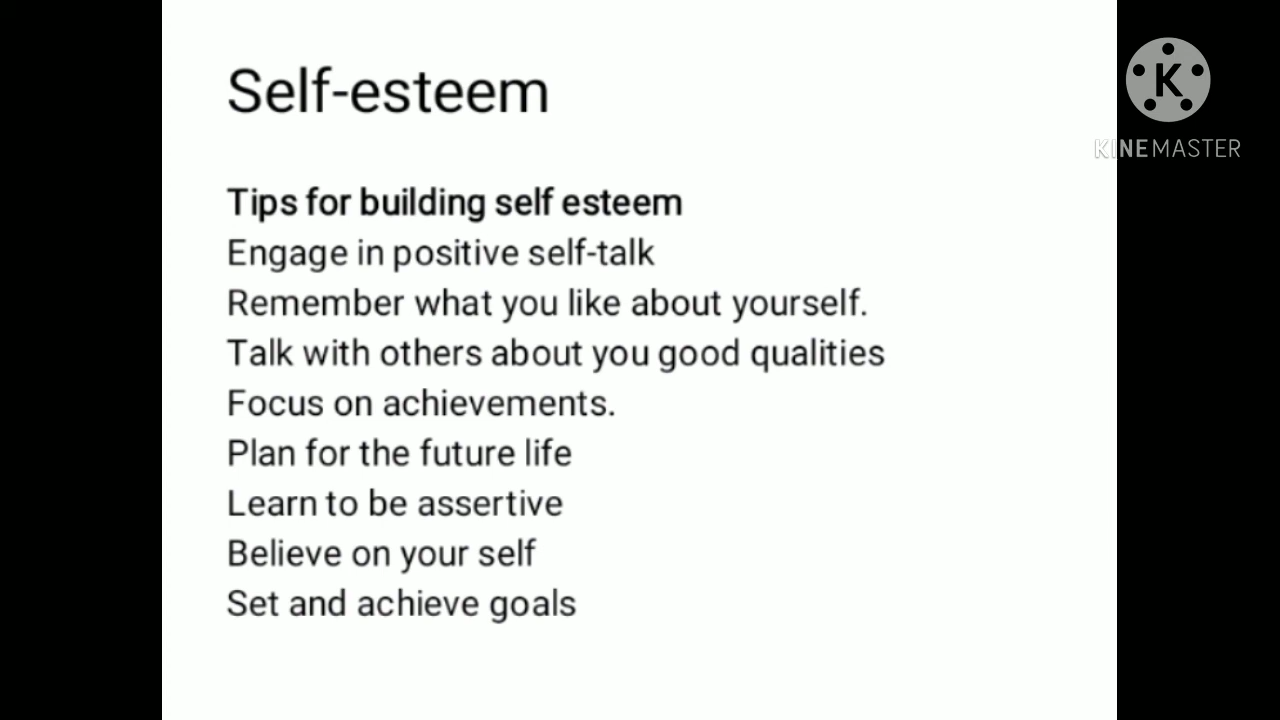 Self-esteem
K
KINEMASTER
Tips for building self esteem
Engage in positive self-talk
Remember what you like about yourself.
Talk with others about you good qualities
Focus on achievements.
Plan for the future life
Learn to be assertive
Believe on your self
Set and achieve goals